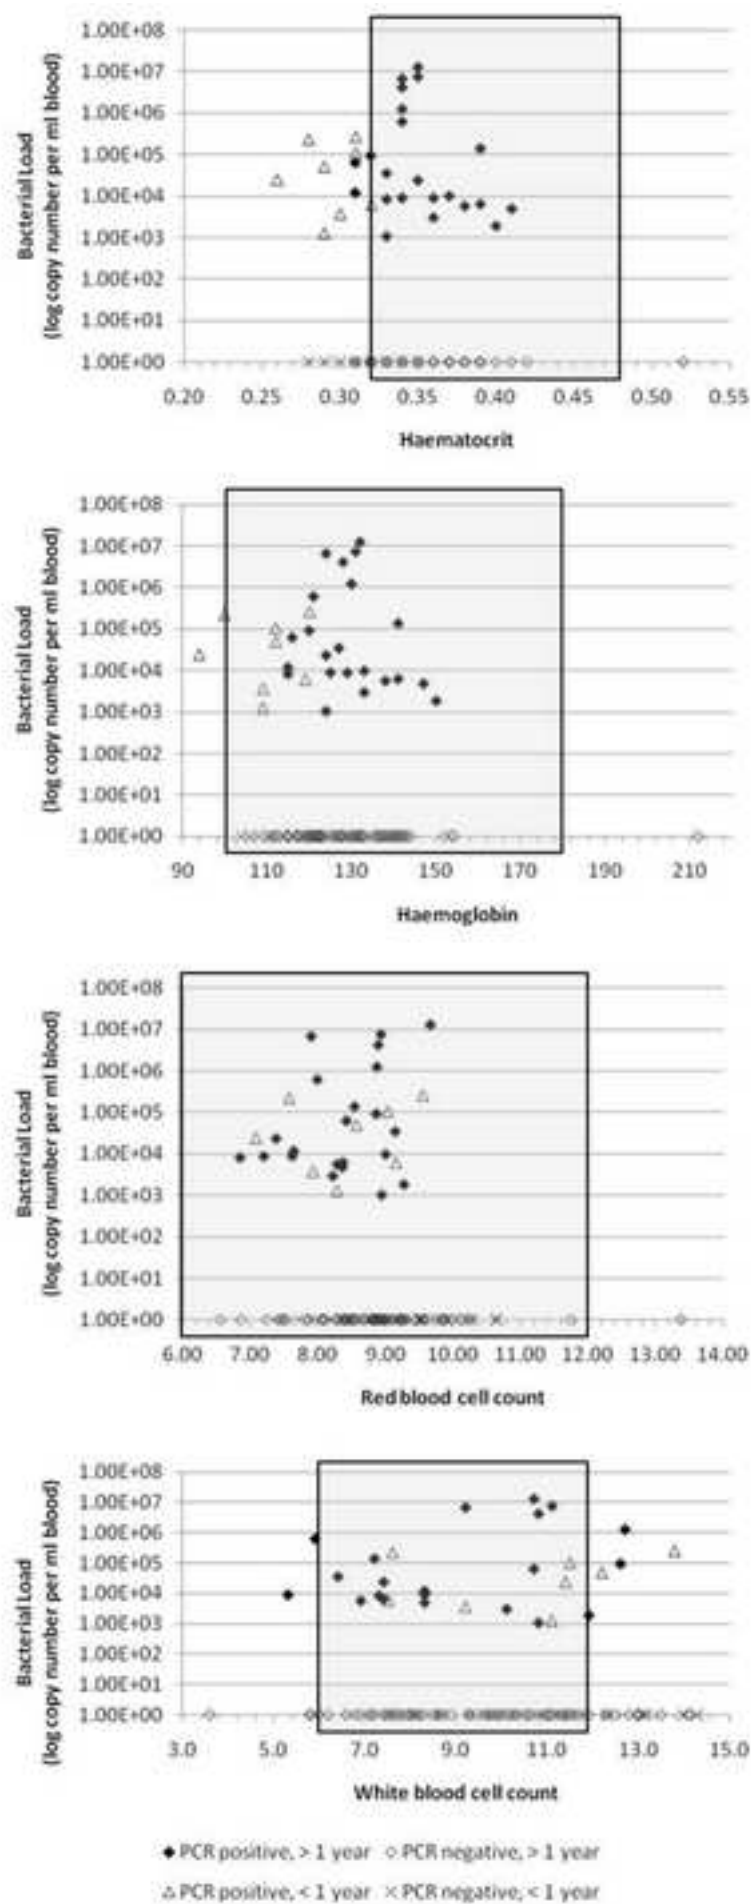 Bacterial Load
(log copy number per ml blood)
1.00E+08
1.00E+07
1.00E+06
1.00E+05
1.00E+04
1.00E+03
1.00E+02
1.00E+01
1.00E+00
0.20 0.25 0.30 0.35 0.40 0.45 0.50 0.55
Haematocrit
Bacterial Load
(log copy number per ml blood)
1.00E+08
1.00E+07
1.00E+06
1.00E+05
1.00E+04
1.00E+03
1.00E+02
1.00E+01
1.00E+00
90 110 130 150 170 190 210
Haemoglobin
Bacterial Load
(log copy number per ml blood)
1.00E+08
1.00E+07
1.00E+06
1.00E+05
1.00E+04
1.00E+03
1.00E+02
1.00E+01
1.00E+00
6.00 7.00 8.00 9.00 10.00 11.00 12.00 13.00 14.00
Red blood cell count
Bacterial Load
(log copy number per ml blood)
1.00E+08
1.00E+07
1.00E+06
1.00E+05
1.00E+04
1.00E+03
1.00E+02
1.00E+01
1.00E+00
3.0 5.0 7.0 9.0 11.0 13.0 15.0
White blood cell count
PCR positive, > 1 year PCR negative, > 1 year
PCR positive, < 1 year PCR negative, < 1 year